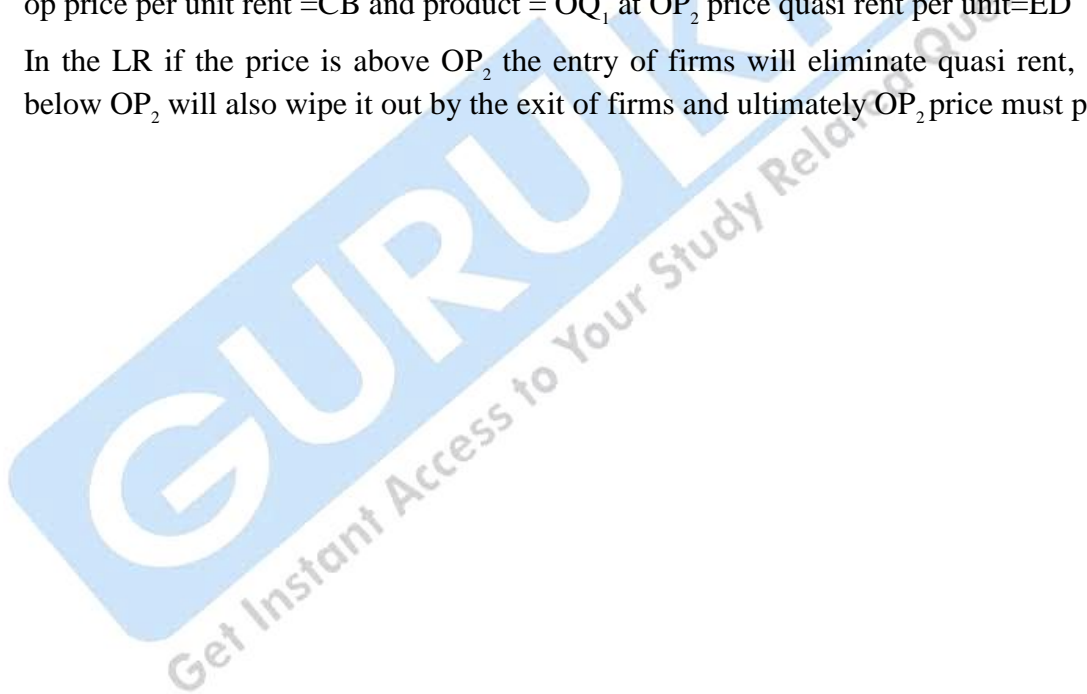 op price per unit rent =CB and product = OQ₁ at OP₂ price quasi rent per unit=ED
In the LR if the price is above OP₂ the entry of firms will eliminate quasi rent,
below OP₂ will also wipe it out by the exit of firms and ultimately OP₂ price must
Get Instant Access to Your Study Related